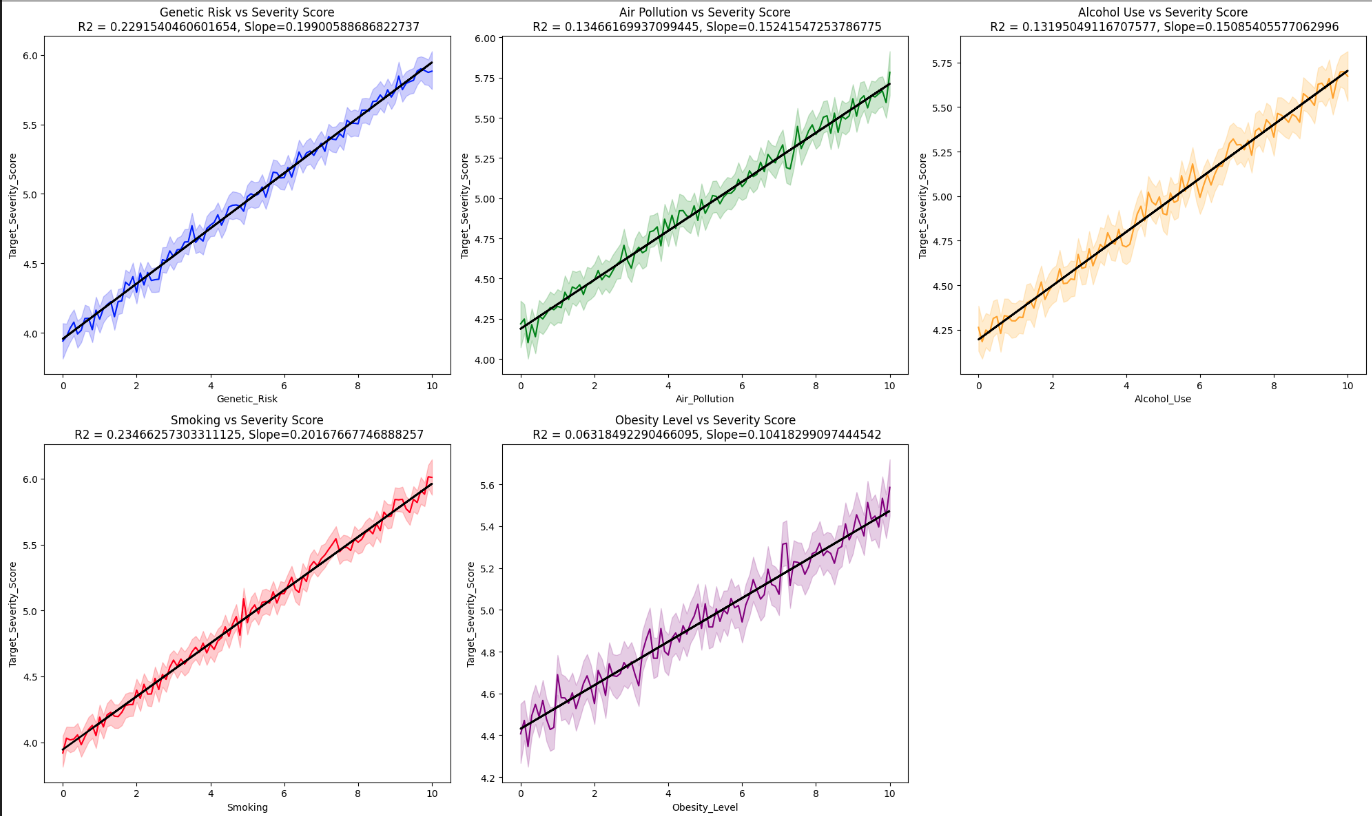 Genetic Risk vs Severity Score
R2 = 0.2291540460601654, Slope=0.19900588686822737
6.0
5.5
5.0
4.5
4.0
Target_Severity_Score
0 2 4 6 8 10
Genetic_Risk
Air Pollution vs Severity Score
R2 = 0.13466169937099445, Slope=0.15241547253786775
6.00
5.75
5.50
5.25
5.00
4.75
4.50
4.25
4.00
Target_Severity_Score
0 2 4 6 8 10
Air_Pollution
Alcohol Use vs Severity Score
R2 = 0.13195049116707577, Slope=0.15085405577062996
5.75
5.50
5.25
5.00
4.75
4.50
4.25
Target_Severity_Score
0 2 4 6 8 10
Alcohol_Use
Smoking vs Severity Score
R2 = 0.23466257303311125, Slope=0.20167667746888257
6.0
5.5
5.0
4.5
4.0
Target_Severity_Score
0 2 4 6 8 10
Smoking
Obesity Level vs Severity Score
R2 = 0.06318492290466095, Slope=0.10418299097444542
5.6
5.4
5.2
5.0
4.8
4.6
4.4
4.2
Target_Severity_Score
0 2 4 6 8 10
Obesity_Level